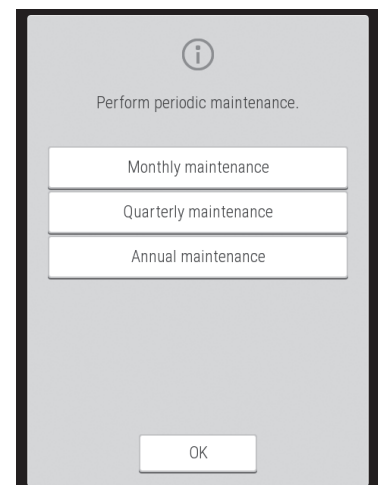 Perform periodic maintenance.
Monthly maintenance
Quarterly maintenance
Annual maintenance
OK